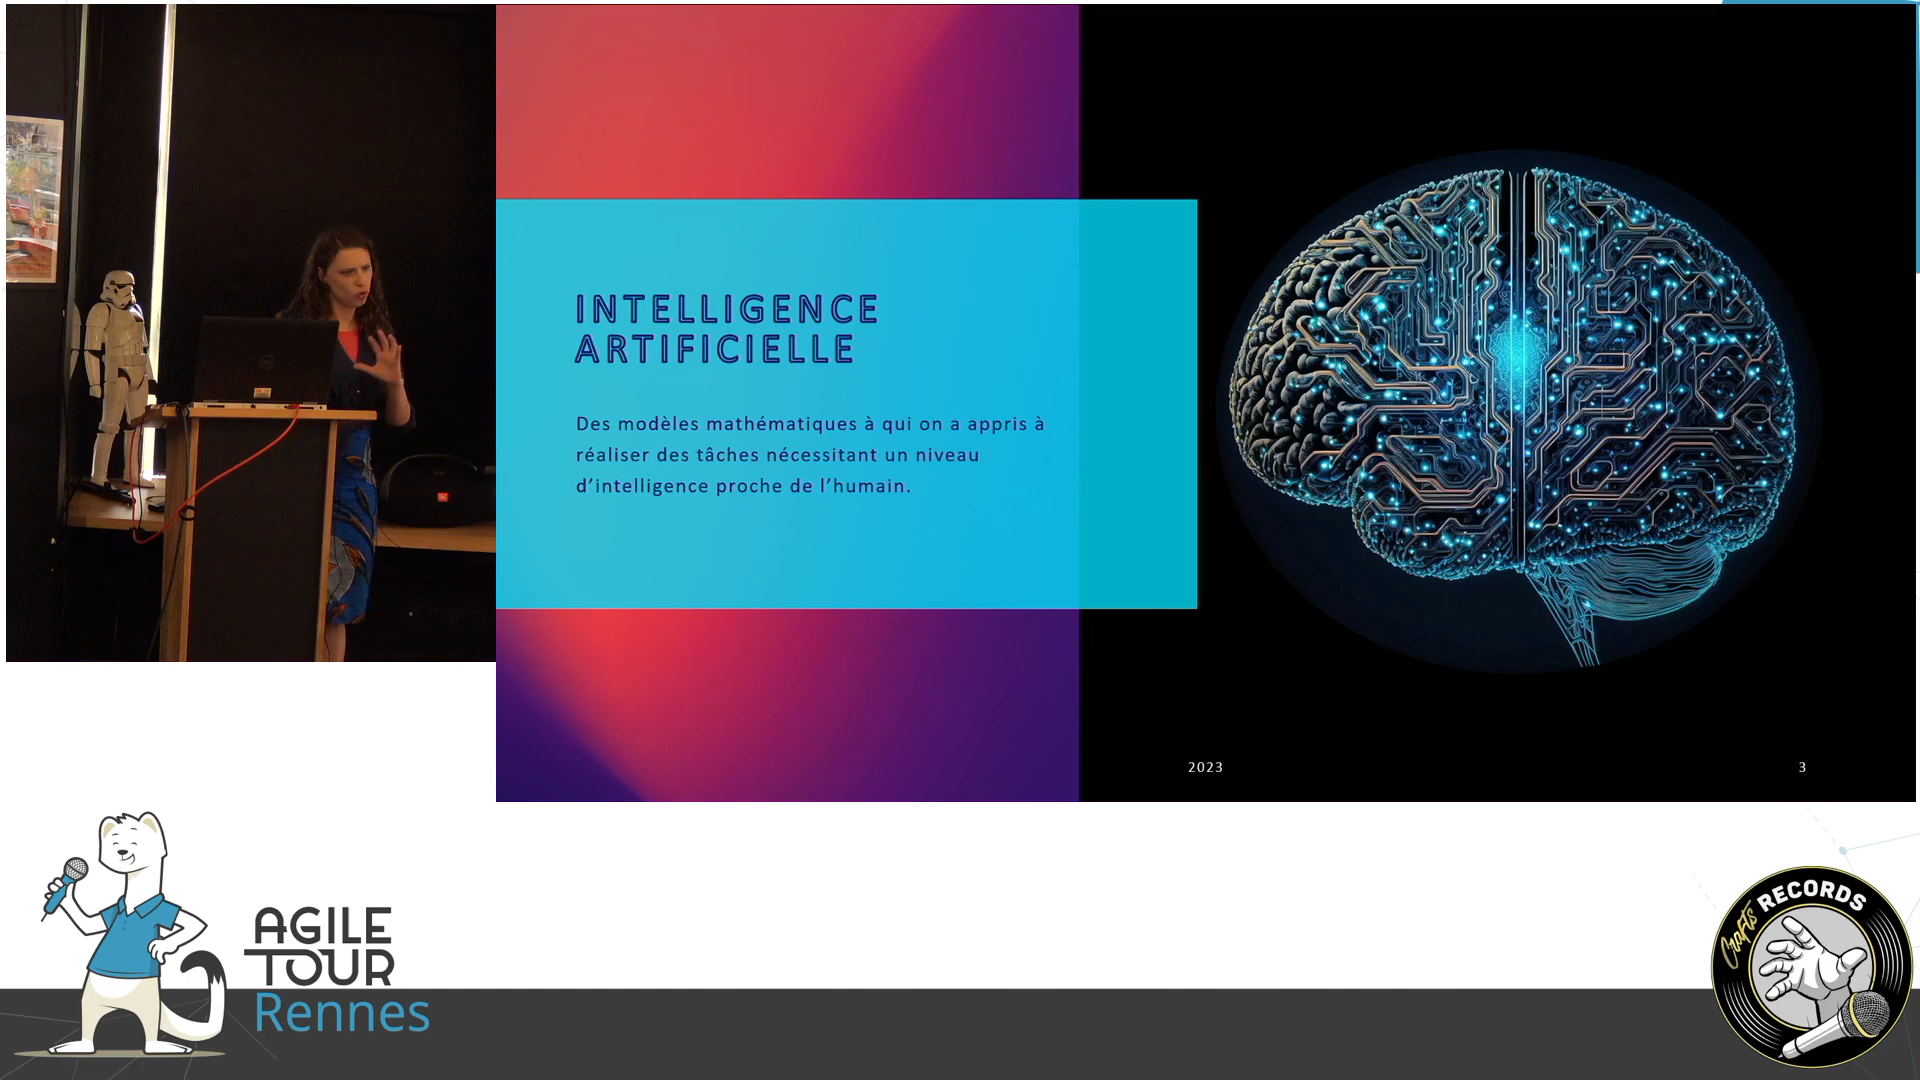 INTELLIGENCE
ARTIFICIELLE
Des modèles mathématiques à qui on a appris à
réaliser des tâches nécessitant un niveau
d’intelligence proche de l’humain.
2023
3
AGILE
TOUR
Rennes
Crafts RECORDS